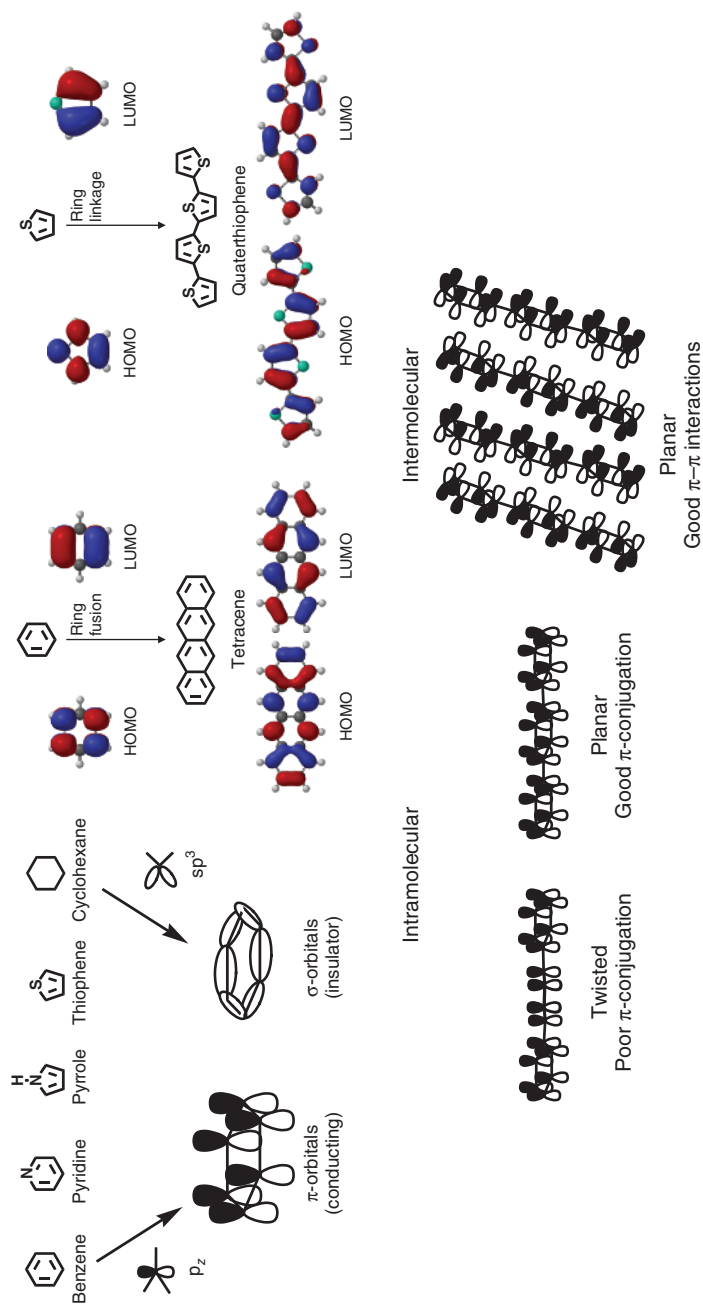 Benzene
Pyridine
N
Pyrrole
H
N
Thiophene
S
Cyclohexane
p_z
sp³
π-orbitals
(conducting)
σ-orbitals
(insulator)
HOMO
LUMO
Ring
fusion
Tetracene
HOMO
LUMO
HOMO
S
LUMO
Ring
linkage
S
S
S
S
Quaterthiophene
HOMO
LUMO
Intramolecular
Intermolecular
Twisted
Poor π-conjugation
Planar
Good π-conjugation
Planar
Good π–π interactions